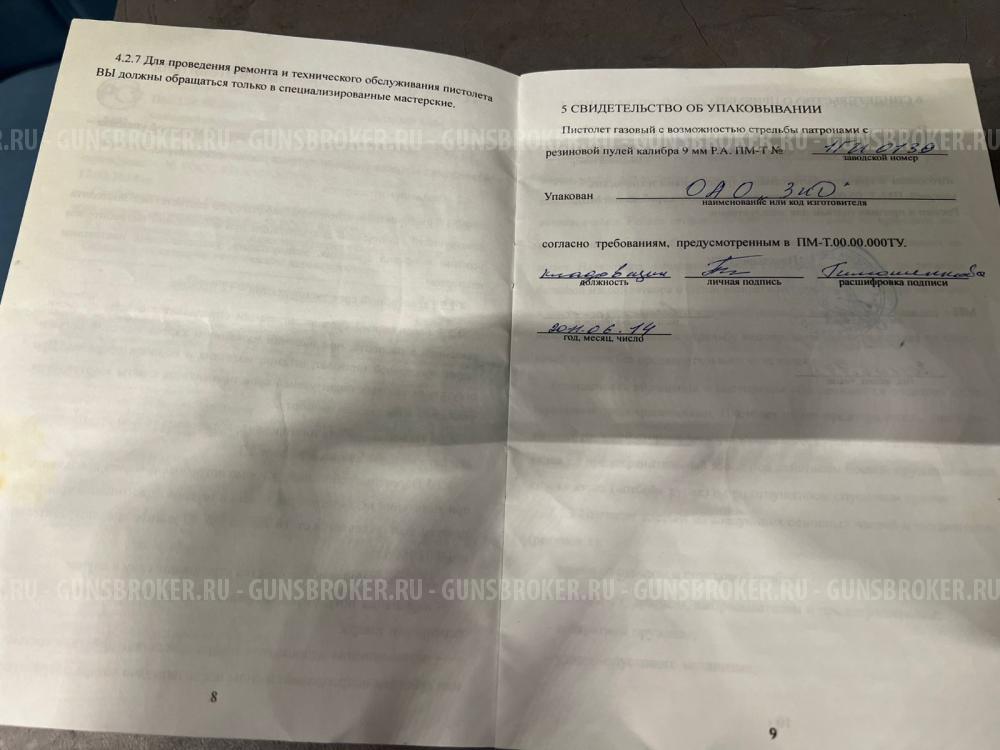 4.2.7 Для проведения ремонта и технического обслуживания пистолета
ВЫ должны обращаться только в специализированные мастерские.
8
5 СВИДЕТЕЛЬСТВО ОБ УПАКОВЫВАНИИ
Пистолет газовый с возможностью стрельбы патронами с
резиновой пулей калибра 9 мм Р.А. ПМ-Т №
заводской номер
Упакован ОАО "ЗиД"
наименование или код изготовителя
согласно требованиям, предусмотренным в ПМ-Т.00.00.000ТУ.
кладовщик Тимошенкова
должность личная подпись расшифровка подписи
2011.06.14
год, месяц, число
9
GUNSBROKER.RU - GUNSBROKER.RU - GUNSBROKER.RU - GUNSBROKER.RU - GUNSBROKER.RU
GUNSBROKER.RU - GUNSBROKER.RU - GUNSBROKER.RU - GUNSBROKER.RU - GUNSBROKER.RU